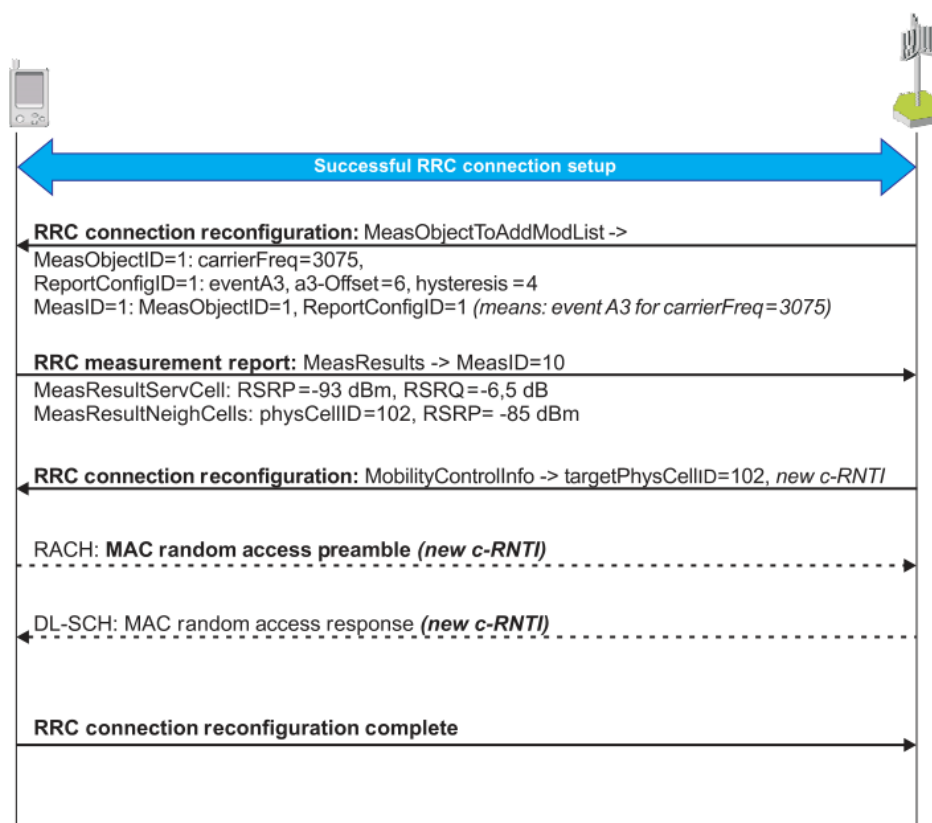 Successful RRC connection setup
RRC connection reconfiguration: MeasObjectToAddModList ->
MeasObjectID=1: carrierFreq=3075,
ReportConfigID=1: eventA3, a3-Offset=6, hysteresis=4
MeasID=1: MeasObjectID=1, ReportConfigID=1 (means: event A3 for carrierFreq=3075)
RRC measurement report: MeasResults -> MeasID=10
MeasResultServCell: RSRP=-93 dBm, RSRQ=-6,5 dB
MeasResultNeighCells: physCellID=102, RSRP= -85 dBm
RRC connection reconfiguration: MobilityControlInfo -> targetPhysCellID=102, new c-RNTI
RACH: MAC random access preamble (new c-RNTI)
DL-SCH: MAC random access response (new c-RNTI)
RRC connection reconfiguration complete